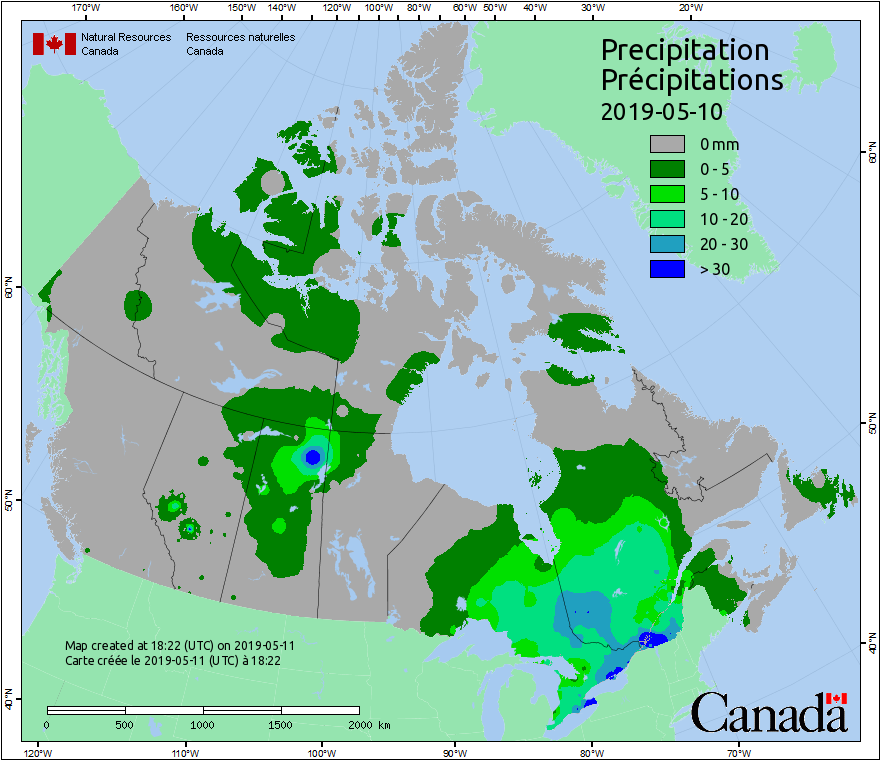 170°W 160°W 150°W 140°W 120°W 100°W 80°W 60°W 50°W 40°W 30°W 20°W
Natural Resources Canada
Ressources naturelles Canada
Precipitation
Précipitations
2019-05-10
0 mm
0 - 5
5 - 10
10 - 20
20 - 30
> 30
60°N
50°N
40°N
60°N
50°N
40°N
Map created at 18:22 (UTC) on 2019-05-11
Carte créée le 2019-05-11 (UTC) à 18:22
0 500 1000 1500 2000 km
Canada
120°W 110°W 100°W 90°W 80°W 70°W